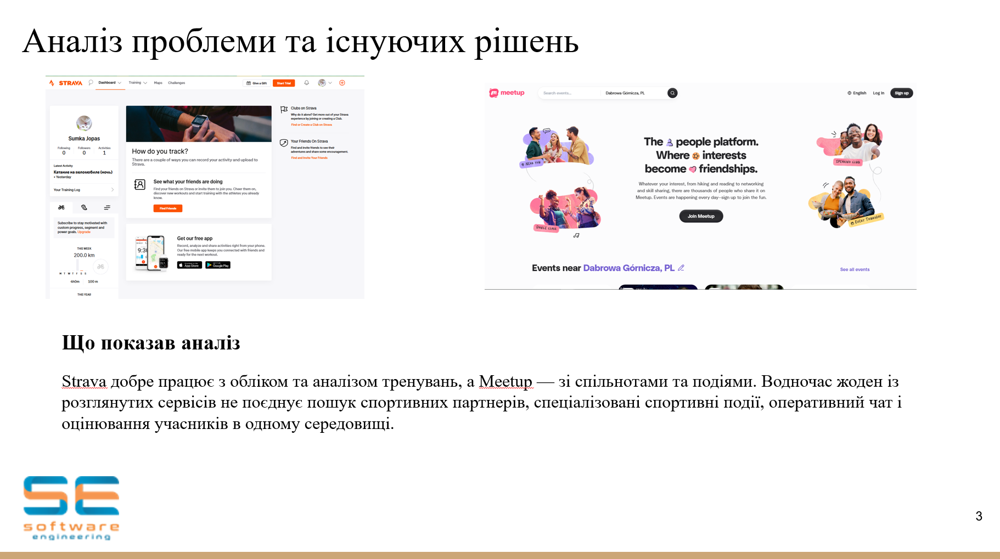 Аналіз проблеми та існуючих рішень
STRAVA Dashboard Training Maps Challenges Give a Gift Start Trial
Sumka Jopas
Following Followers Activities
0 0 1
Latest Activity
Катание на веломобиле (ночь)
• Yesterday
Your Training Log
Subscribe to stay motivated with
custom progress, segment and
power goals. Upgrade
THIS WEEK
200.0 km
M T W T F S S
4h0m 100 m
THIS YEAR
How do you track?
There are a couple of ways you can record your activity and upload to
Strava.
See what your friends are doing
Find your friends on Strava or invite them to join you. Cheer them on,
discover new workouts and start training with the athletes you already
know.
Find Friends
Get our free app
Record, analyze and share activities right from your phone.
Our free mobile app keeps you connected with friends and
ready for the next workout.
App Store Google Play
Clubs on Strava
Why do it alone? Get more out of your Strava
experience by joining or creating a Club.
Find or Create a Club on Strava
Your Friends On Strava
Find and invite friends to see their
adventures and share some encouragement.
Find and Invite Your Friends
meetup Search events... Dabrowa Górnicza, PL English Log in Sign up
NEAR YOU
DANCE CLASS
The people platform.
Where interests
become friendships.
Whatever your interest, from hiking and reading to networking
and skill sharing, there are thousands of people who share it on
Meetup. Events are happening every day—sign up to join the fun.
Join Meetup
SPEAKING CLUB
EVERY THURSDAY
Events near Dabrowa Górnicza, PL
See all events
Що показав аналіз
Strava добре працює з обліком та аналізом тренувань, а Meetup — зі спільнотами та подіями. Водночас жоден із
розглянутих сервісів не поєднує пошук спортивних партнерів, спеціалізовані спортивні події, оперативний чат і
оцінювання учасників в одному середовищі.
SE
software
engineering
3